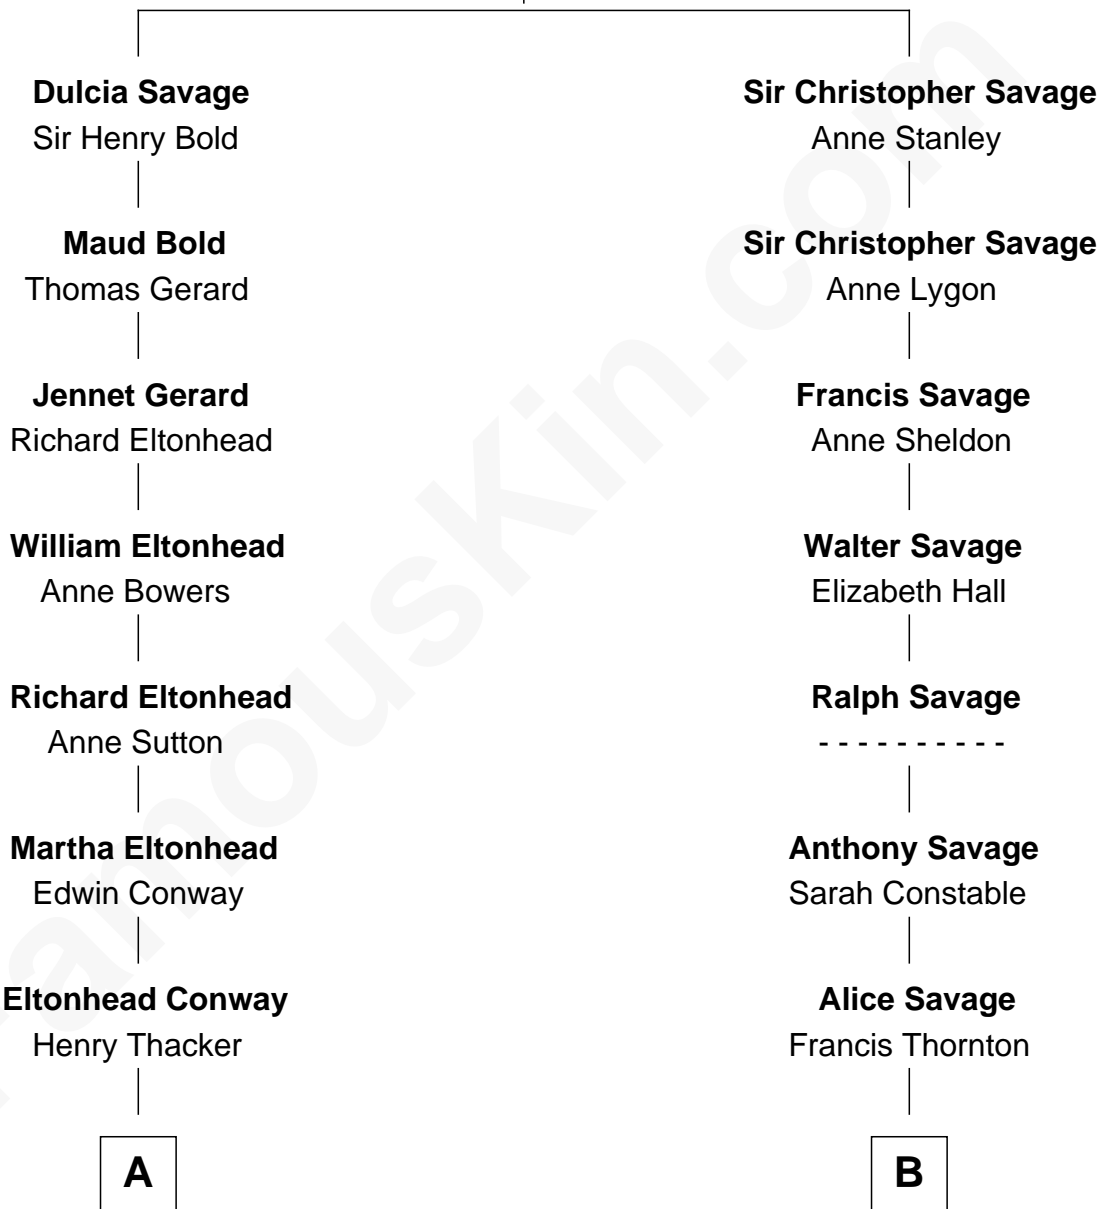 Dulcia Savage
Sir Henry Bold
Maud Bold
Thomas Gerard
Jennet Gerard
Richard Eltonhead
William Eltonhead
Anne Bowers
Richard Eltonhead
Anne Sutton
Martha Eltonhead
Edwin Conway
Eltonhead Conway
Henry Thacker
A
Sir Christopher Savage
Anne Stanley
Sir Christopher Savage
Anne Lygon
Francis Savage
Anne Sheldon
Walter Savage
Elizabeth Hall
Ralph Savage
- - - - - - - - - -
Anthony Savage
Sarah Constable
Alice Savage
Francis Thornton
B
FamousKin.com